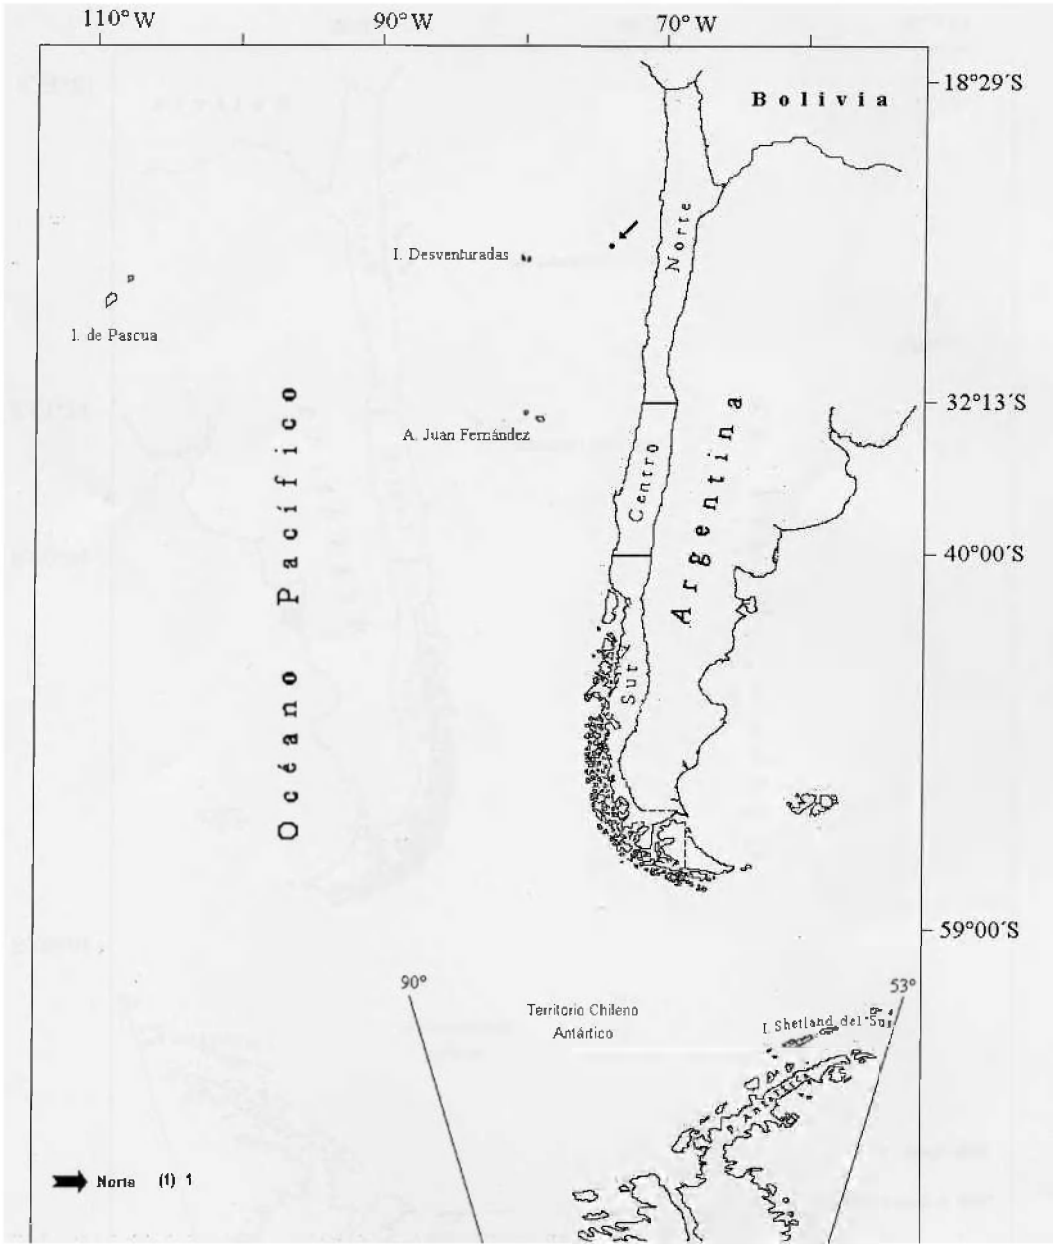 110°W 90°W 70°W
18°29´S
Bolivia
Norte
I. Desventuradas
I. de Pascua
32°13´S
A. Juan Fernández
Centro
Argentina
Océano Pacífico
40°00´S
Sur
59°00´S
90° 53°
Territorio Chileno
Antártico
I. Shetland del Sur
Norte (1) 1